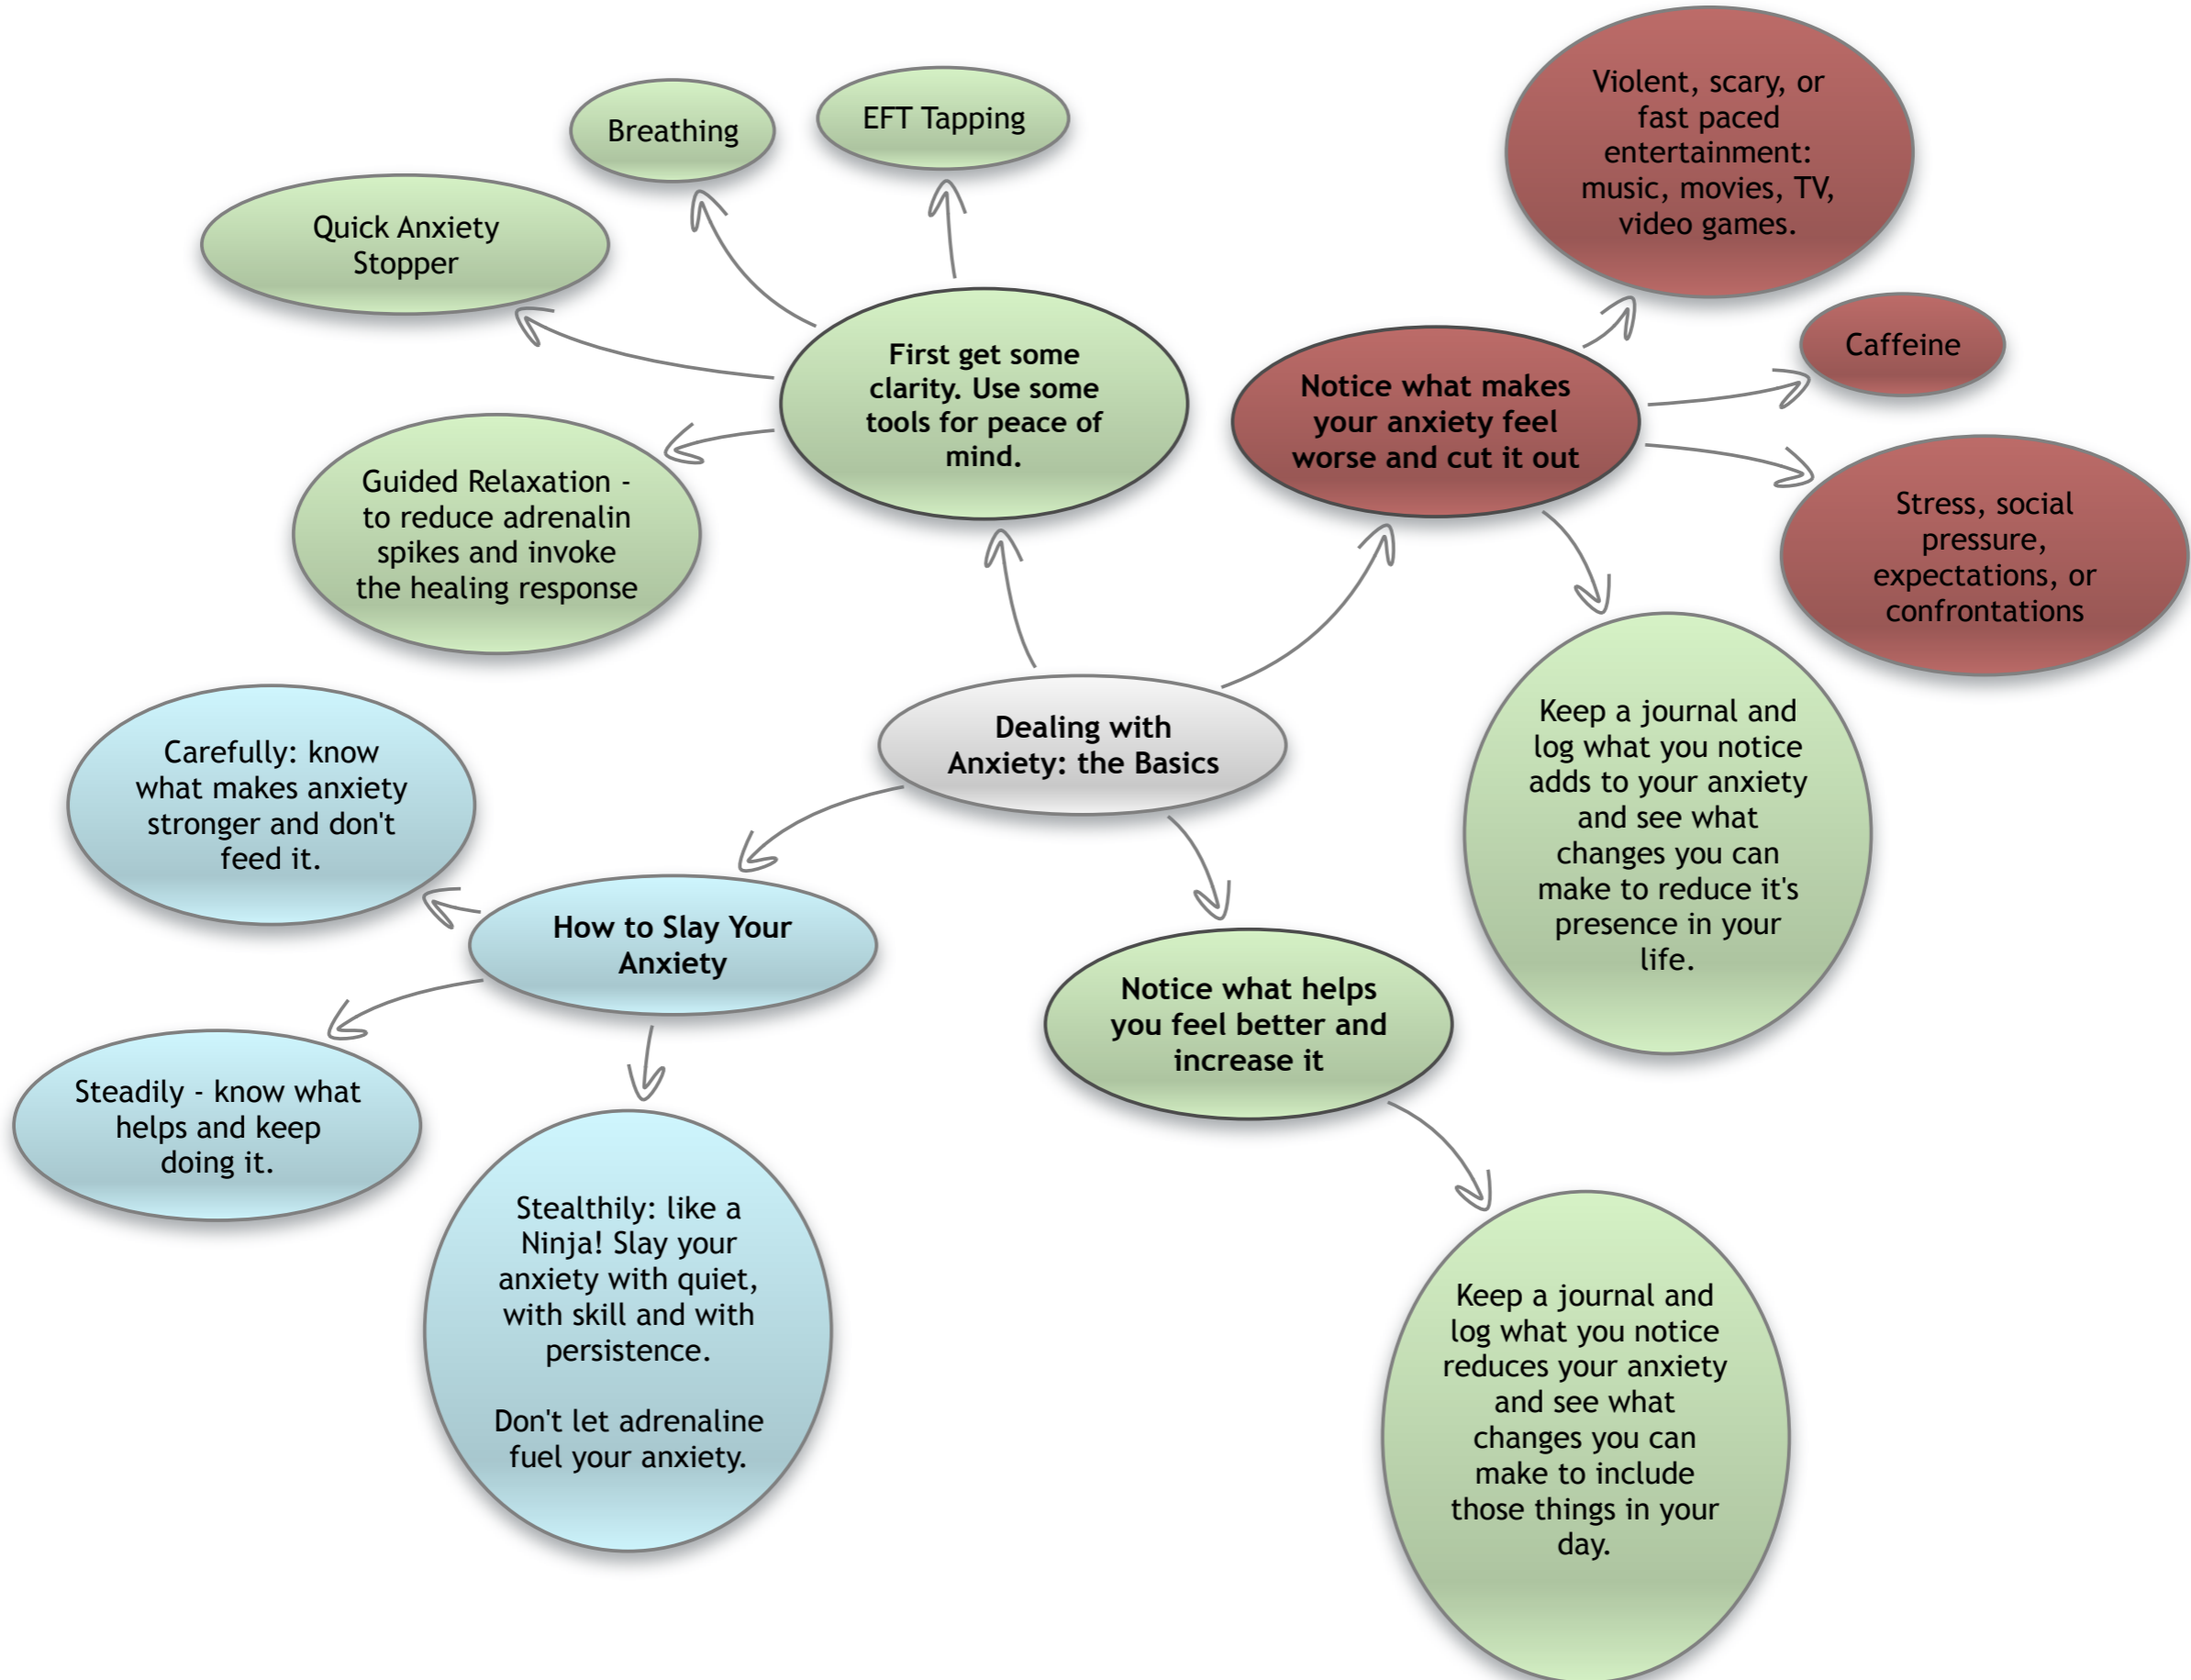 Breathing
EFT Tapping
Quick Anxiety
Stopper
First get some
clarity. Use some
tools for peace of
mind.
Guided Relaxation -
to reduce adrenalin
spikes and invoke
the healing response
Violent, scary, or
fast paced
entertainment:
music, movies, TV,
video games.
Notice what makes
your anxiety feel
worse and cut it out
Caffeine
Stress, social
pressure,
expectations, or
confrontations
Keep a journal and
log what you notice
adds to your anxiety
and see what
changes you can
make to reduce it's
presence in your
life.
Dealing with
Anxiety: the Basics
Carefully: know
what makes anxiety
stronger and don't
feed it.
How to Slay Your
Anxiety
Steadily - know what
helps and keep
doing it.
Stealthily: like a
Ninja! Slay your
anxiety with quiet,
with skill and with
persistence.
Don't let adrenaline
fuel your anxiety.
Notice what helps
you feel better and
increase it
Keep a journal and
log what you notice
reduces your anxiety
and see what
changes you can
make to include
those things in your
day.